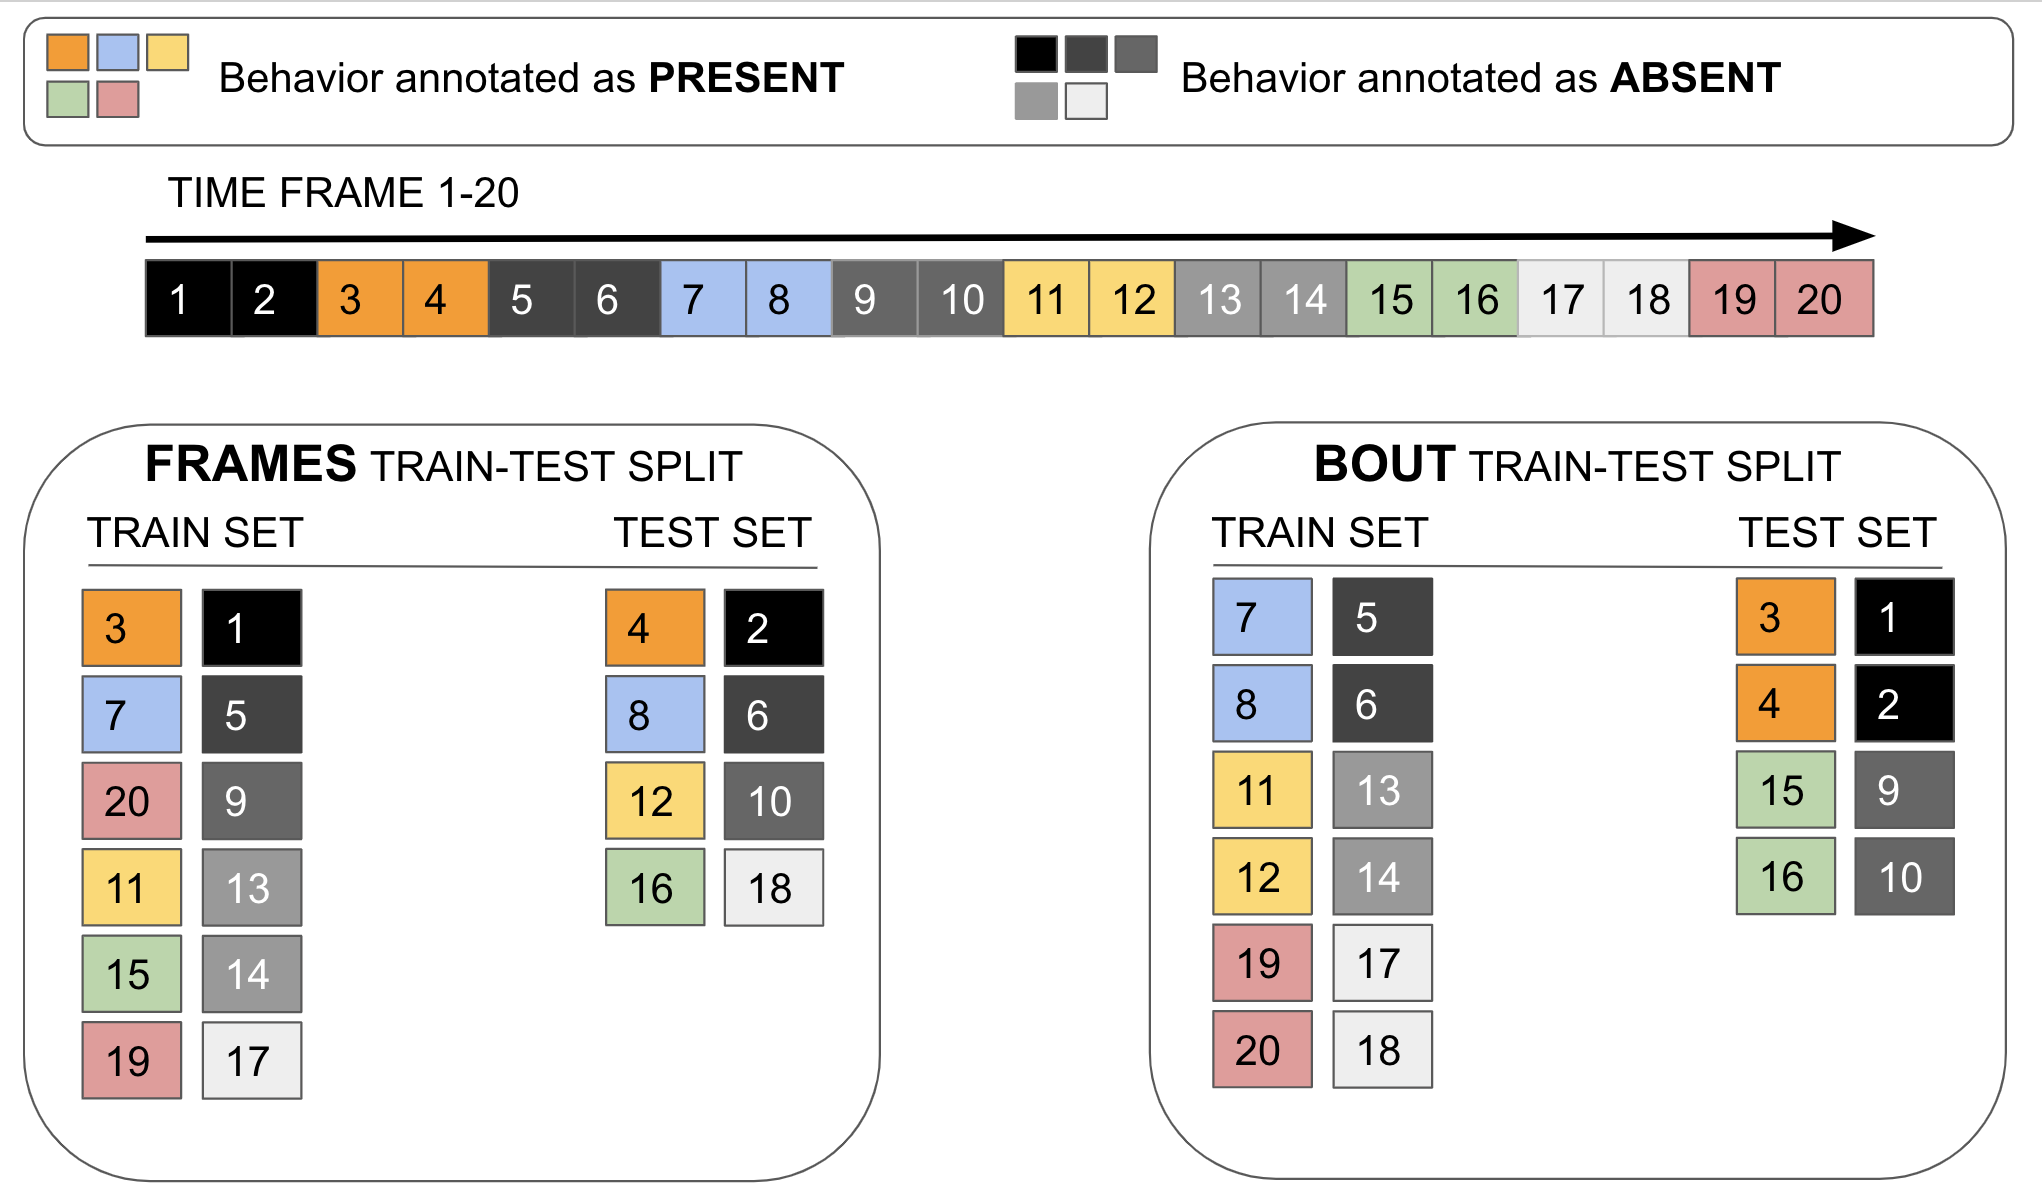 Behavior annotated as PRESENT
Behavior annotated as ABSENT
TIME FRAME 1-20
1 2 3 4 5 6 7 8 9 10 11 12 13 14 15 16 17 18 19 20
FRAMES TRAIN-TEST SPLIT
TRAIN SET TEST SET
3 1 4 2
7 5 8 6
20 9 12 10
11 13 16 18
15 14
19 17
BOUT TRAIN-TEST SPLIT
TRAIN SET TEST SET
7 5 3 1
8 6 4 2
11 13 15 9
12 14 16 10
19 17
20 18